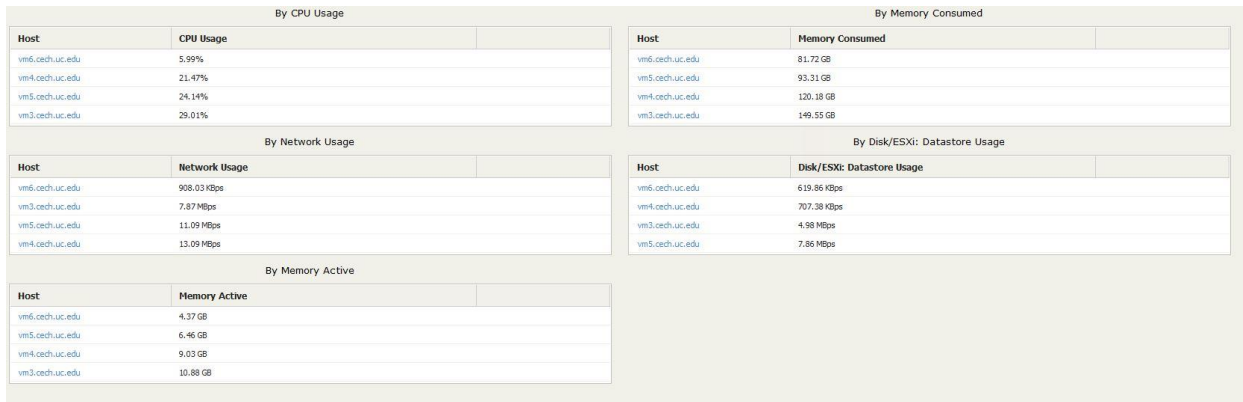 By CPU Usage
Host CPU Usage
vm6.cech.uc.edu 5.99%
vm4.cech.uc.edu 21.47%
vm5.cech.uc.edu 24.14%
vm3.cech.uc.edu 29.01%
By Memory Consumed
Host Memory Consumed
vm6.cech.uc.edu 81.72 GB
vm5.cech.uc.edu 93.31 GB
vm4.cech.uc.edu 120.18 GB
vm3.cech.uc.edu 149.55 GB
By Network Usage
Host Network Usage
vm6.cech.uc.edu 908.03 KBps
vm3.cech.uc.edu 7.87 MBps
vm5.cech.uc.edu 11.09 MBps
vm4.cech.uc.edu 13.09 MBps
By Disk/ESXi: Datastore Usage
Host Disk/ESXi: Datastore Usage
vm6.cech.uc.edu 619.86 KBps
vm4.cech.uc.edu 707.38 KBps
vm3.cech.uc.edu 4.98 MBps
vm5.cech.uc.edu 7.86 MBps
By Memory Active
Host Memory Active
vm6.cech.uc.edu 4.37 GB
vm5.cech.uc.edu 6.46 GB
vm4.cech.uc.edu 9.03 GB
vm3.cech.uc.edu 10.88 GB